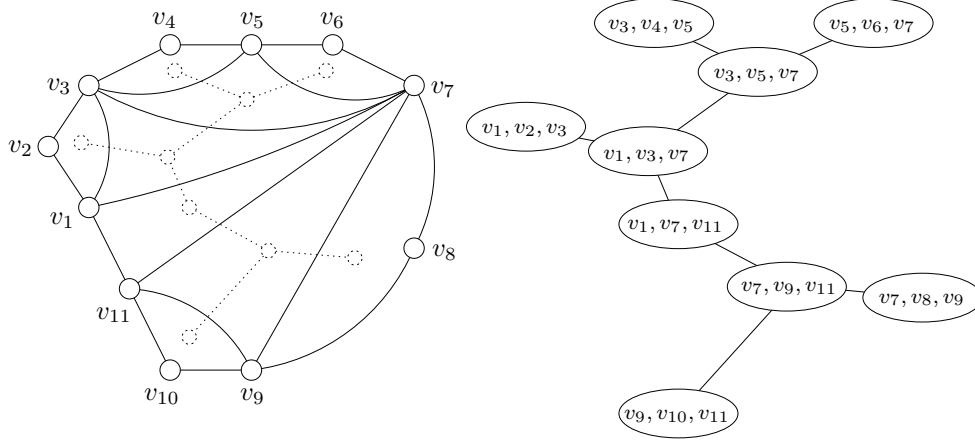 v4
v5
v6
v3
v7
v2
v1
v8
v11
v10
v9
v3, v4, v5
v5, v6, v7
v3, v5, v7
v1, v2, v3
v1, v3, v7
v1, v7, v11
v7, v9, v11
v7, v8, v9
v9, v10, v11